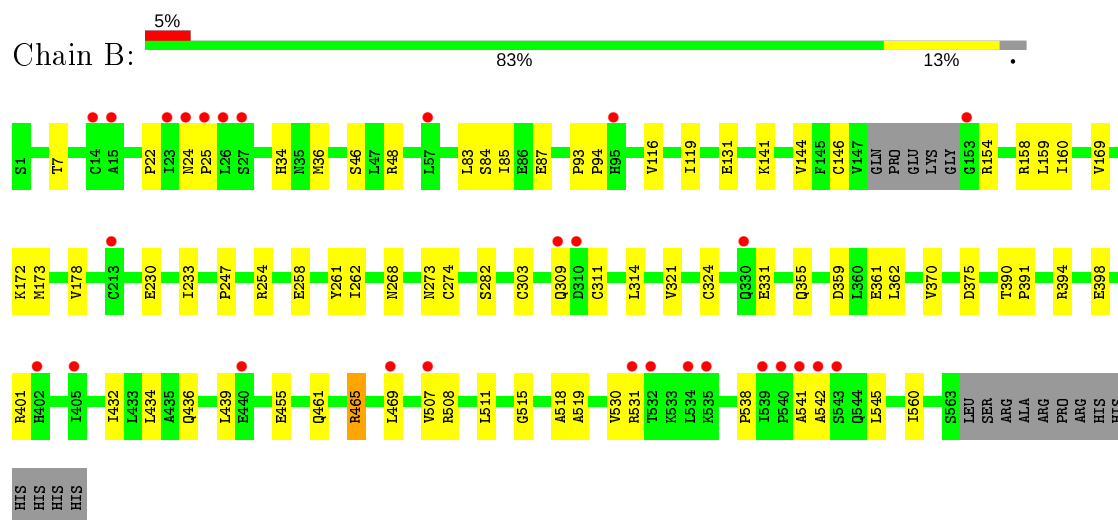 5%
Chain B:
83% 13% •
S1 T7 C14 A15 P22 I23 N24 P25 L26 S27 H34 N35 M36 S46 L47 R48 L57 L83 S84 I85 E86 E87 P93 P94 H95 V116 I119 E131 K141 V144 F145 C146 V147 GLN PRO GLU LYS GLY G153 R154 R158 L159 I160 V169
K172 M173 V178 C213 E230 I233 P247 R254 E258 Y261 I262 N268 N273 C274 S282 C303 Q309 D310 C311 L314 V321 C324 Q330 E331 Q355 D359 L360 E361 L362 V370 D375 T390 P391 R394 E398
R401 H402 I405 I432 L433 L434 A435 Q436 L439 E440 E455 Q461 R465 L469 V507 R508 L511 G515 A518 A519 V530 R531 T532 K533 L534 K535 P538 I539 P540 A541 A542 S543 Q544 L545 I560 S563 LEU SER ARG ALA ARG PRO ARG HIS HIS
HIS HIS HIS HIS